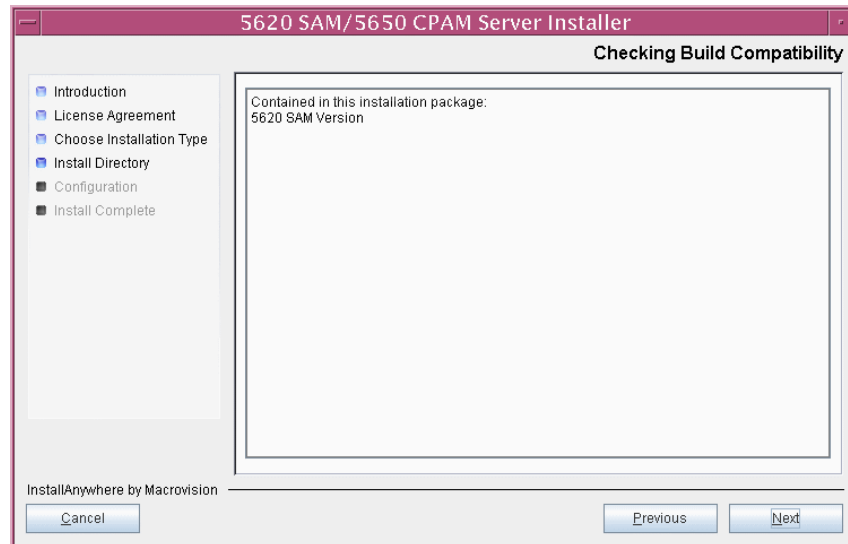 5620 SAM/5650 CPAM Server Installer
Checking Build Compatibility
Introduction
License Agreement
Choose Installation Type
Install Directory
Configuration
Install Complete
Contained in this installation package:
5620 SAM Version
InstallAnywhere by Macrovision
Cancel
Previous
Next